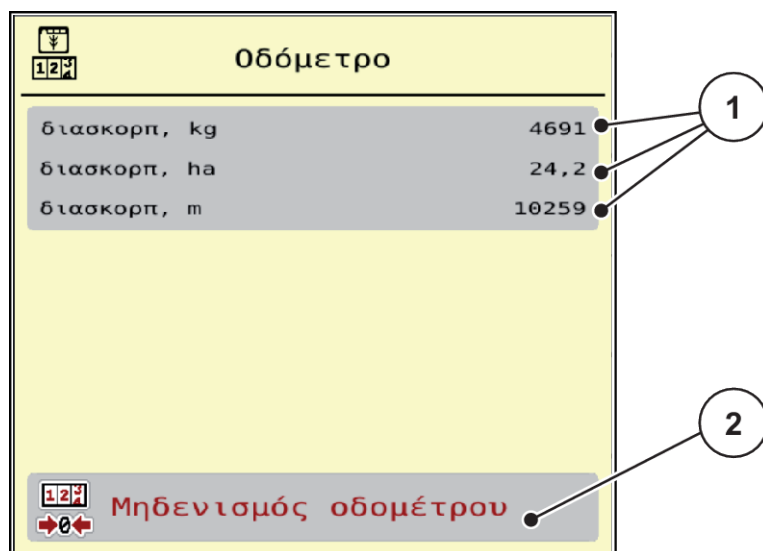 Οδόμετρο
διασκορπ, kg 4691
διασκορπ, ha 24,2
διασκορπ, m 10259
Μηδενισμός οδομέτρου
1
2